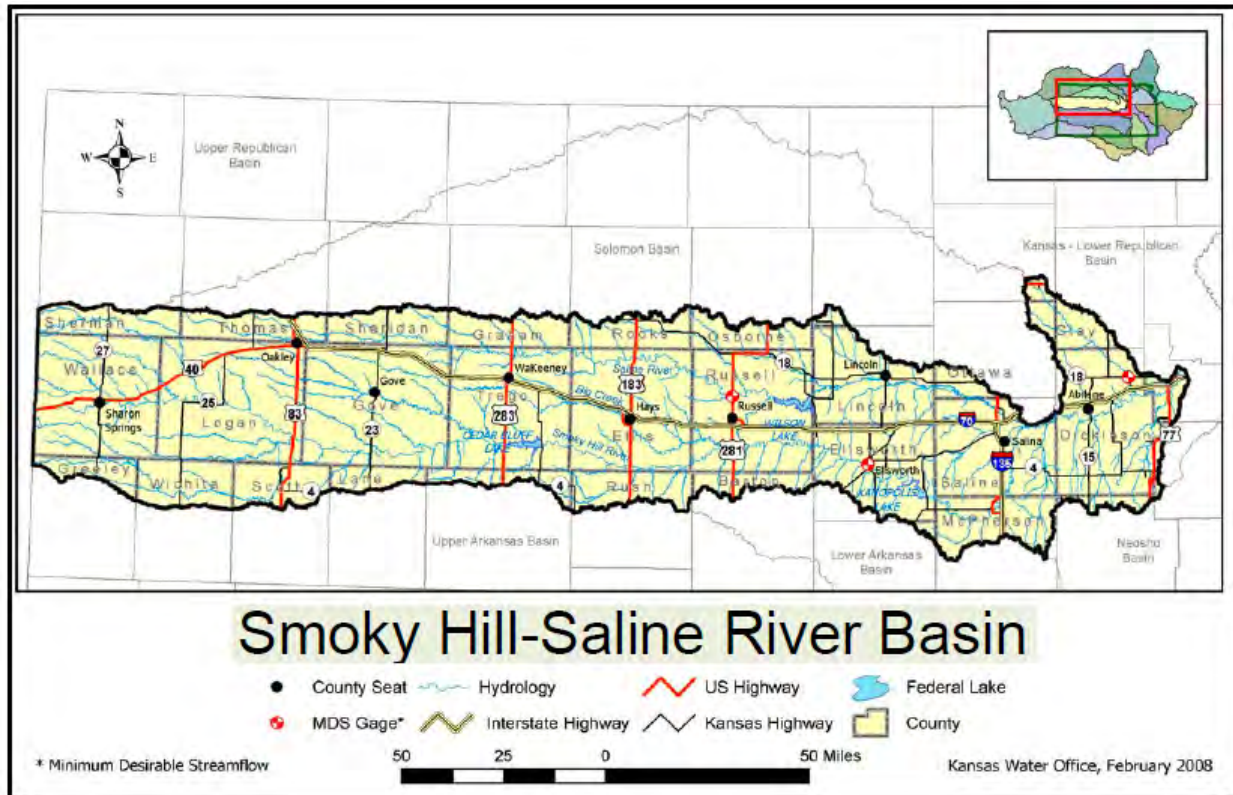 N
W
E
S
Upper Republican
Basin
Solomon Basin
Kansas - Lower Republican
Basin
Sherman
Thomas
Sheridan
Graham
Rooks
Osborne
Clay
27
Oakley
Wallace
40
WaKeeney
Saline River
18
Lincoln
Ottawa
18
Gove
Trego
183
Russell
Abilene
Big Creek
25
Gove
Sharon
Springs
Logan
83
23
283
Hays
Russell
Lincoln
70
Dickinson
77
CEDAR BLUFF
LAKE
Smoky Hill River
Ellis
WILSON
LAKE
281
Ellsworth
Ellsworth
Salina
135
4
15
Greeley
Wichita
Scott
Lane
4
4
Rush
Barton
KANOPOLIS
LAKE
Saline
McPherson
Upper Arkansas Basin
Lower Arkansas
Basin
Neosho
Basin
Smoky Hill-Saline River Basin
County Seat
Hydrology
US Highway
Federal Lake
MDS Gage*
Interstate Highway
Kansas Highway
County
* Minimum Desirable Streamflow
50 25 0 50 Miles
Kansas Water Office, February 2008